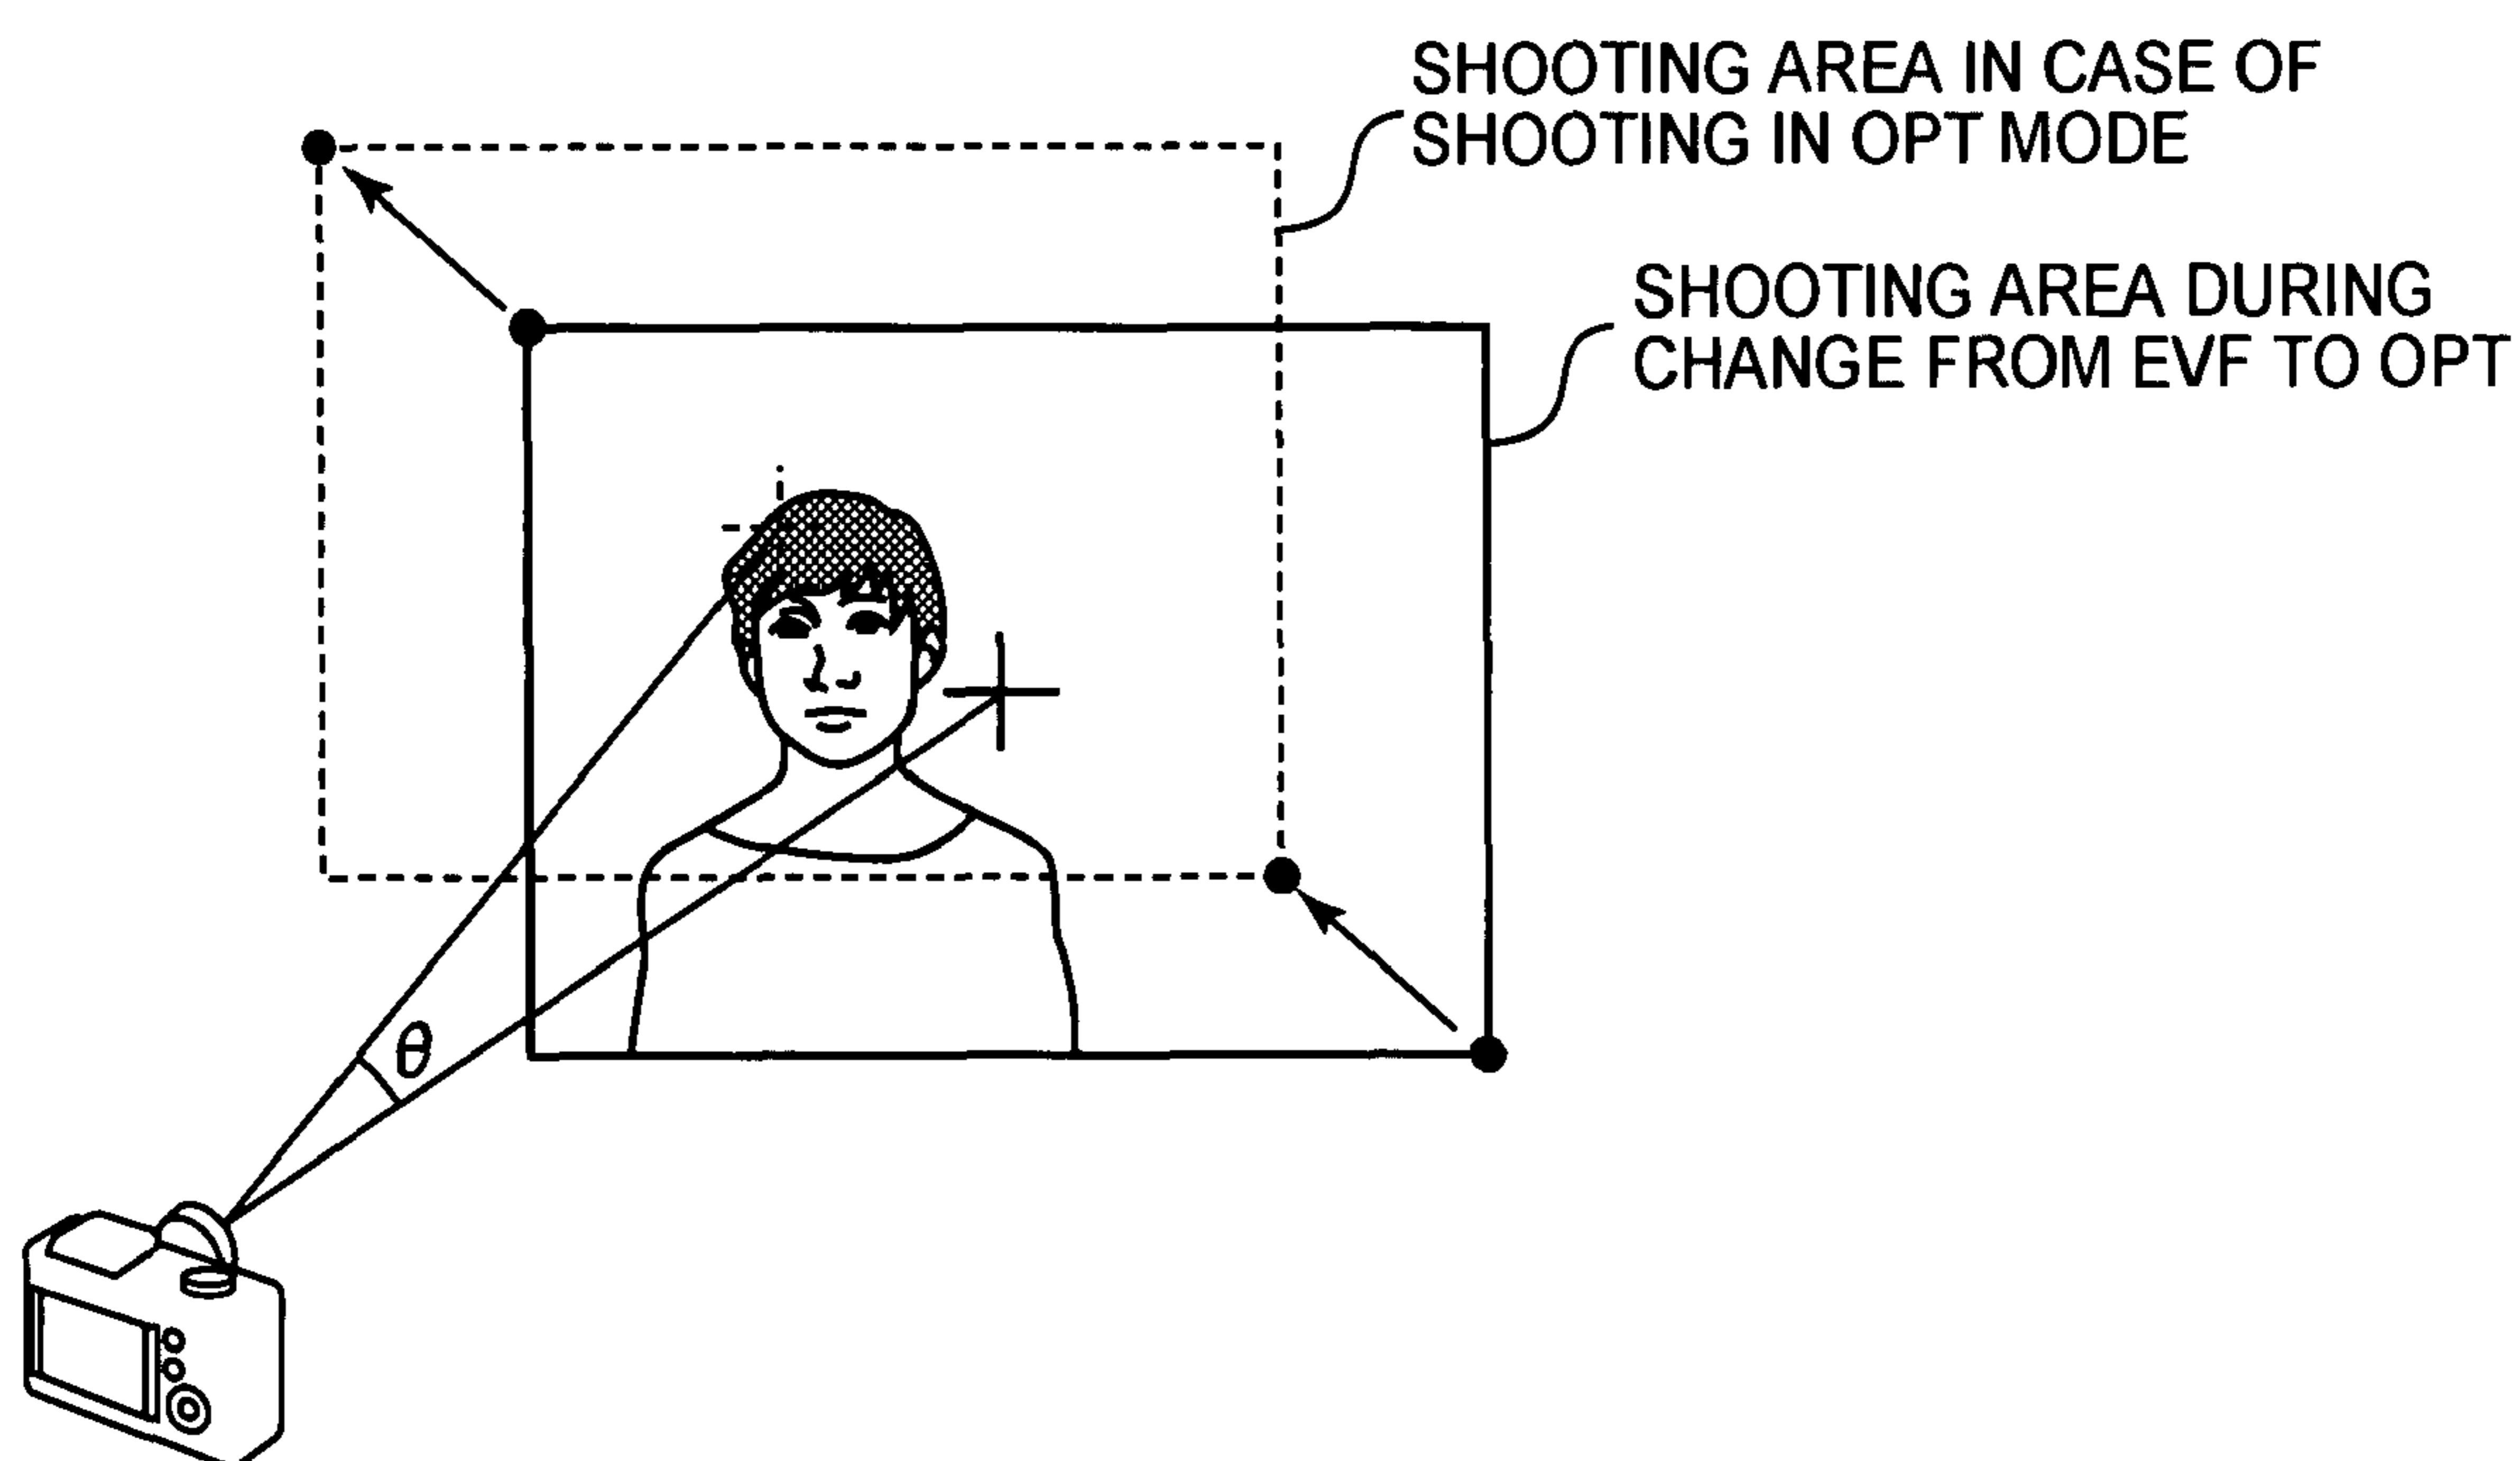 SHOOTING AREA IN CASE OF
SHOOTING IN OPT MODE
SHOOTING AREA DURING
CHANGE FROM EVF TO OPT
θ